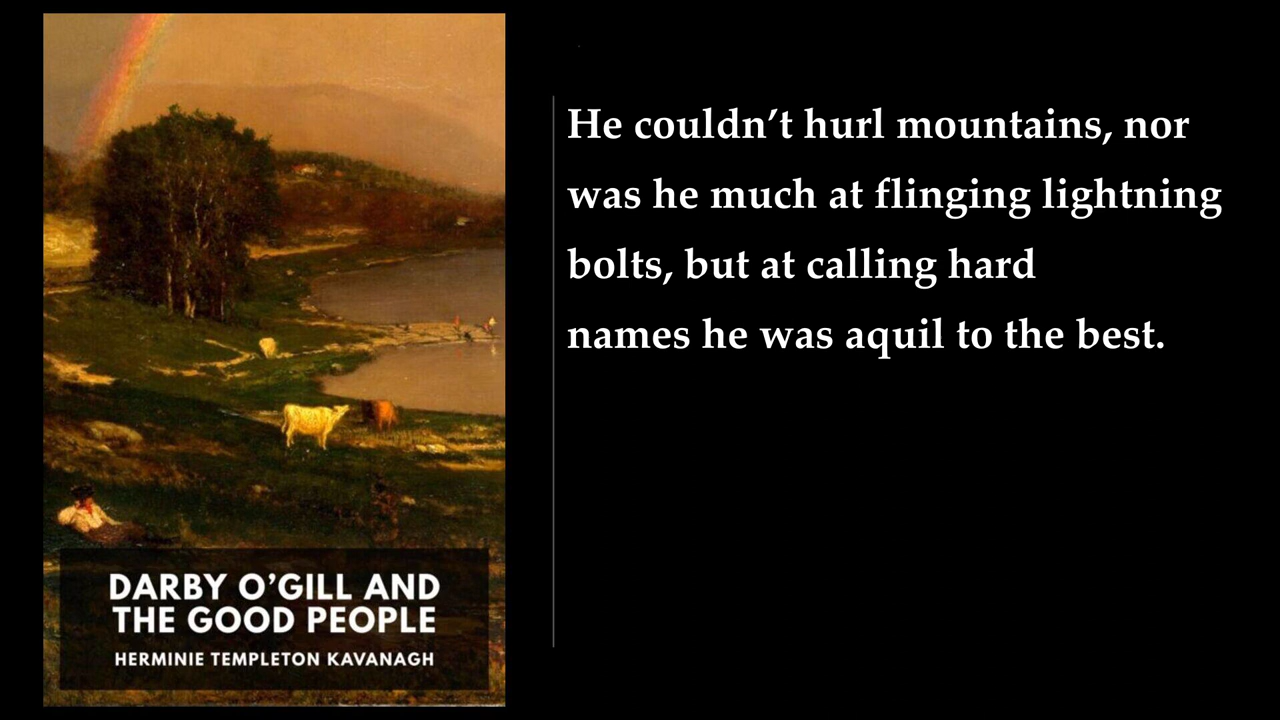 He couldn’t hurl mountains, nor
was he much at flinging lightning
bolts, but at calling hard
names he was aquil to the best.
DARBY O’GILL AND
THE GOOD PEOPLE
HERMINIE TEMPLETON KAVANAGH